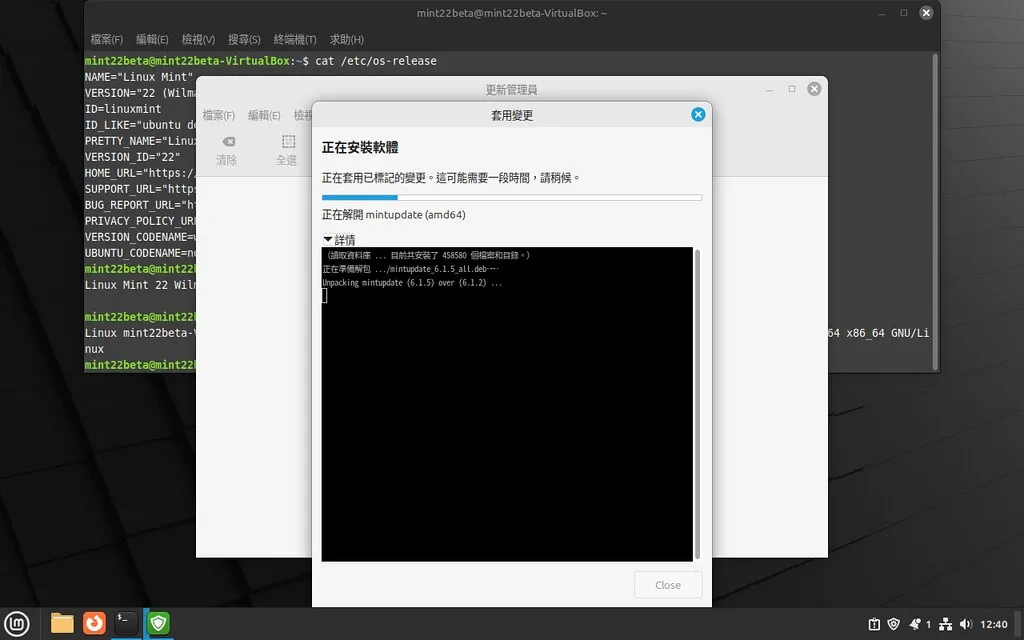 mint22beta@mint22beta-VirtualBox: ~
檔案(F) 編輯(E) 檢視(V) 搜尋(S) 終端機(T) 求助(H)
mint22beta@mint22beta-VirtualBox:~$ cat /etc/os-release
NAME="Linux Mint"
VERSION="22 (Wilma
ID=linuxmint
ID_LIKE="ubuntu de
PRETTY_NAME="Linux
VERSION_ID="22"
HOME_URL="https:/
SUPPORT_URL="https
BUG_REPORT_URL="h
PRIVACY_POLICY_UR
VERSION_CODENAME=
UBUNTU_CODENAME=no
mint22beta@mint22b
Linux Mint 22 Wilm
mint22beta@mint22b
Linux mint22beta- 64 x86_64 GNU/Li
nux
mint22beta@mint22b
更新管理員
檔案(F) 編輯(E) 檢視
清除 全選
套用變更
正在安裝軟體
正在套用已標記的變更。這可能需要一段時間，請稍候。
正在解開 mintupdate (amd64)
詳情
（讀取資料庫 ... 目前共安裝了 458580 個檔案和目錄。）
正在準備解包 .../mintupdate_6.1.5_all.deb……
Unpacking mintupdate (6.1.5) over (6.1.2) ...
Close
1 12:40